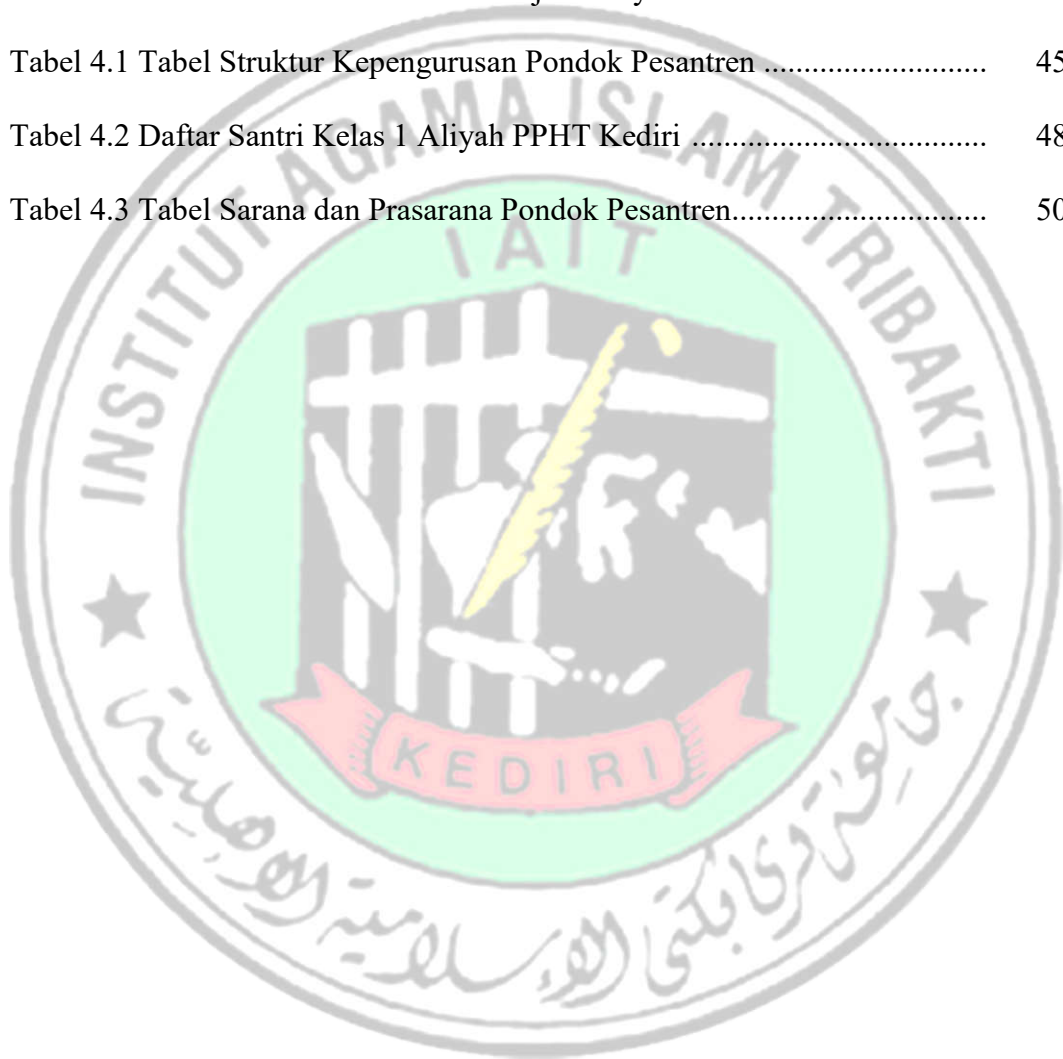 Tabel 4.1 Tabel Struktur Kepengurusan Pondok Pesantren ........................... 45
Tabel 4.2 Daftar Santri Kelas 1 Aliyah PPHT Kediri ................................... 48
Tabel 4.3 Tabel Sarana dan Prasarana Pondok Pesantren.............................. 50
INSTITUT AGAMA ISLAM TRIBAKTI
IAIT
KEDIRI